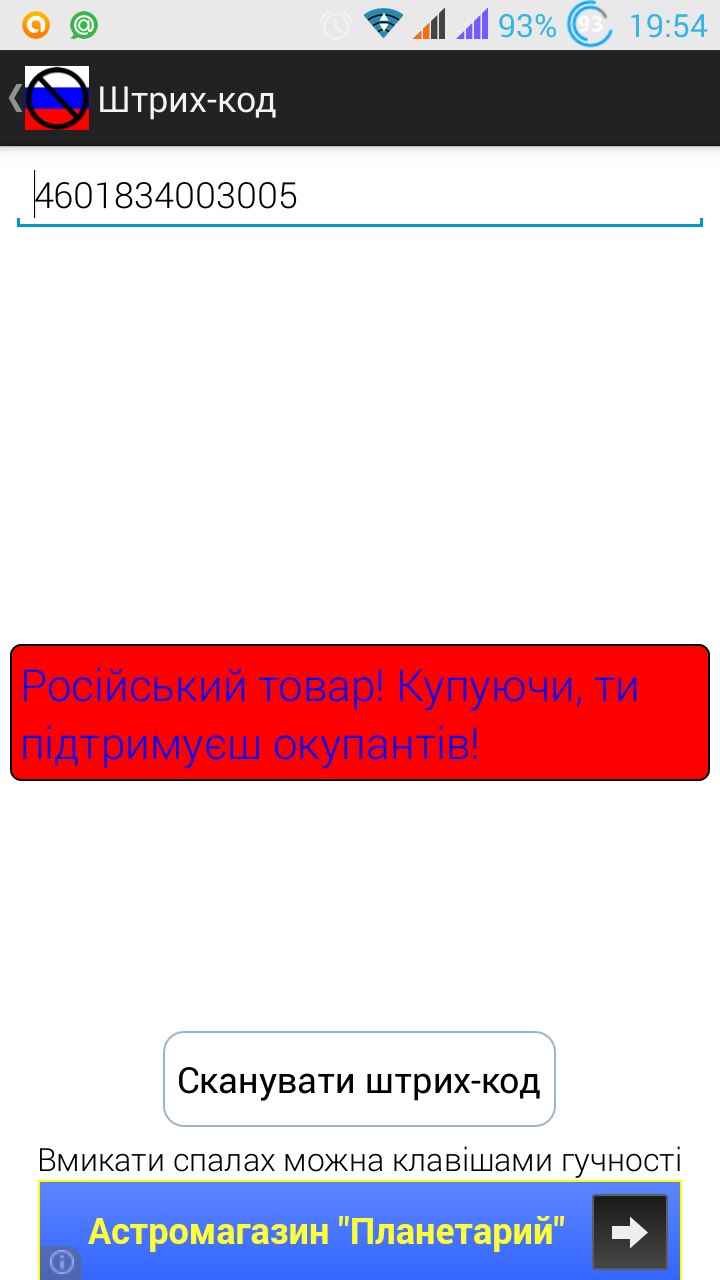 93% 93 19:54
Штрих-код
4601834003005
Російський товар! Купуючи, ти
підтримуєш окупантів!
Сканувати штрих-код
Вмикати спалах можна клавішами гучності
Астромагазин "Планетарий"